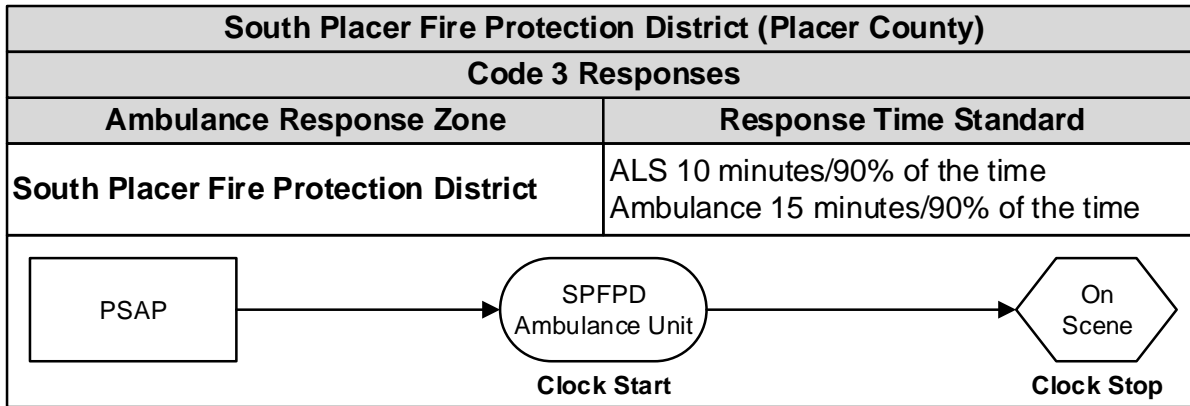 South Placer Fire Protection District (Placer County)
Code 3 Responses
Ambulance Response Zone
Response Time Standard
South Placer Fire Protection District
ALS 10 minutes/90% of the time
Ambulance 15 minutes/90% of the time
PSAP
SPFPD
Ambulance Unit
On
Scene
Clock Start
Clock Stop